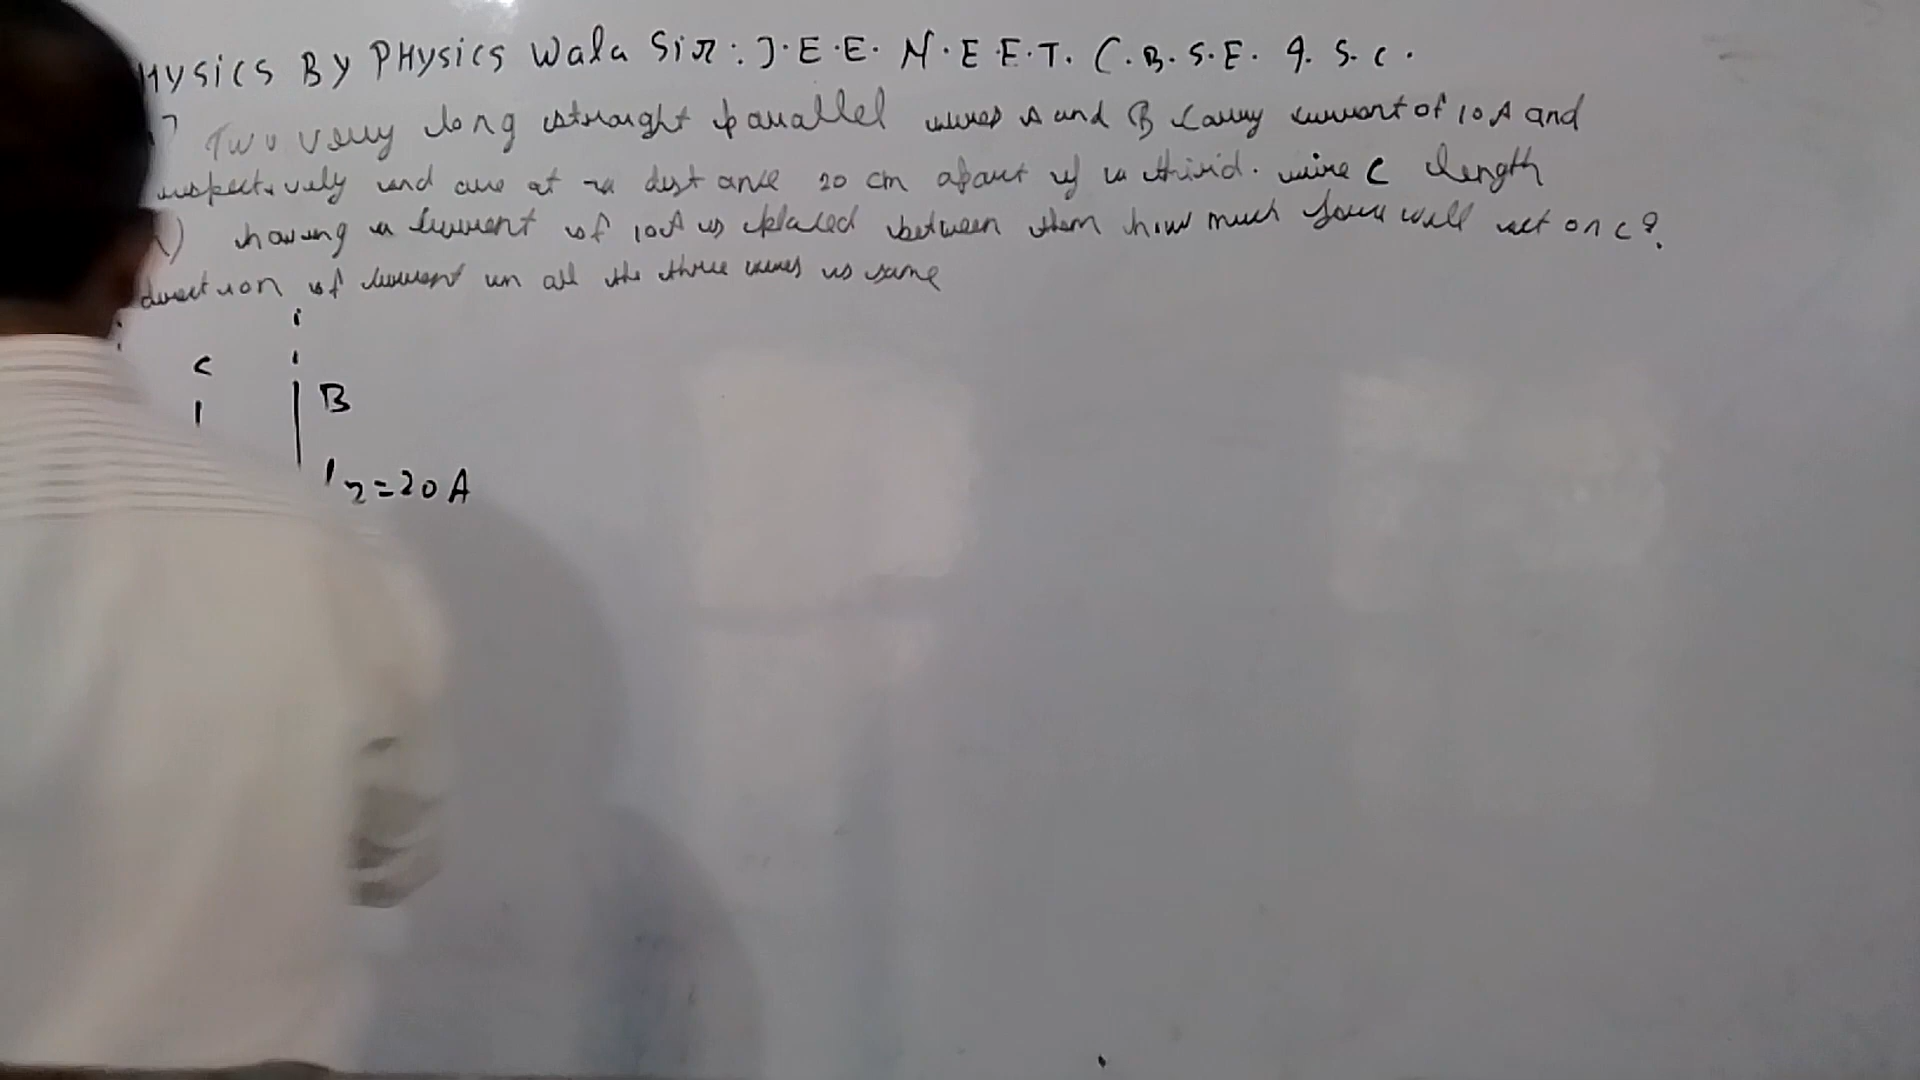 HYSICS BY PHYSICS Wala Sir : J.E.E. N.E.E.T. C.B.S.E. I.S.C.
Two very long straight parallel wires A and B carry current of 10A and
respectively and are at a distance 20 cm apart if a third. wire C length
) having a current of 10A is placed between them how much force will act on C?.
direction of current in all the three wires is same
C
B
I2=20A